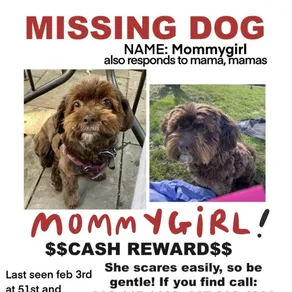 MISSING DOG
NAME: Mommygirl
also responds to mamá, mamas
MOMMYGIRL!
$$CASH REWARD$$
Last seen feb 3rd
at 51st and
She scares easily, so be
gentle! If you find call: